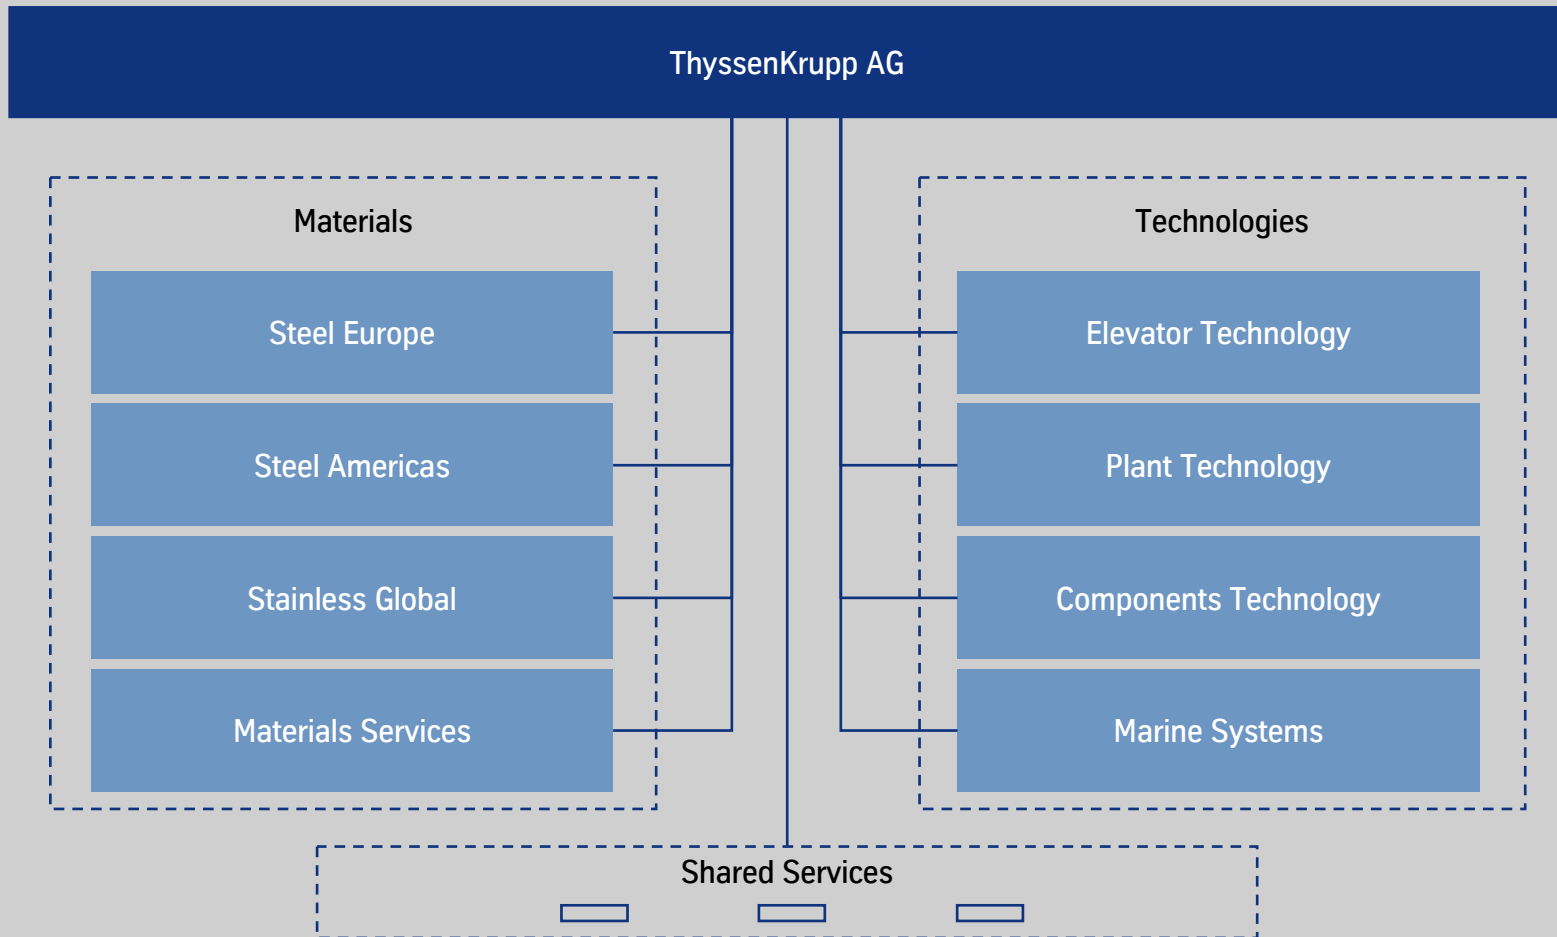 ThyssenKrupp AG
Materials
Steel Europe
Steel Americas
Stainless Global
Materials Services
Technologies
Elevator Technology
Plant Technology
Components Technology
Marine Systems
Shared Services